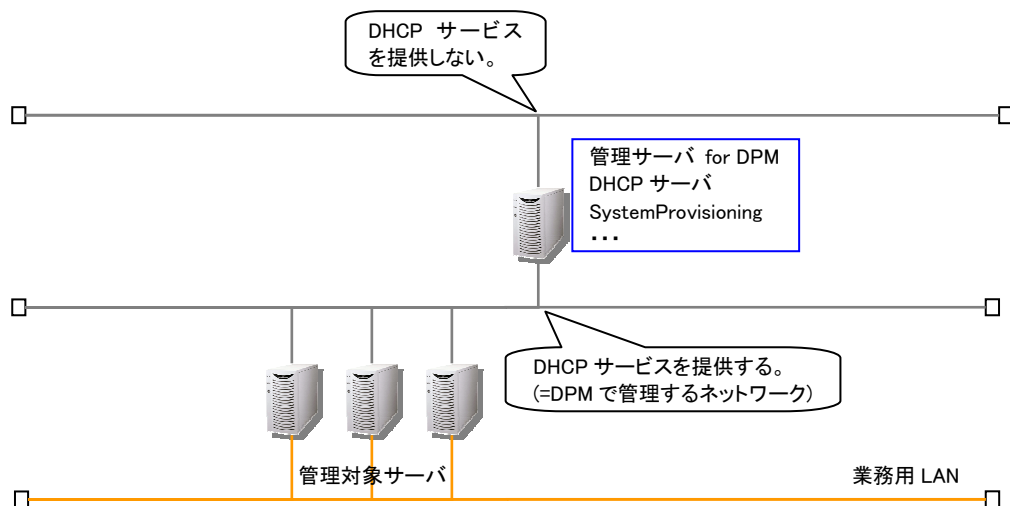 DHCP サービス
を提供しない。
管理サーバ for DPM
DHCP サーバ
SystemProvisioning
・・・
DHCP サービスを提供する。
(=DPM で管理するネットワーク)
管理対象サーバ
業務用 LAN